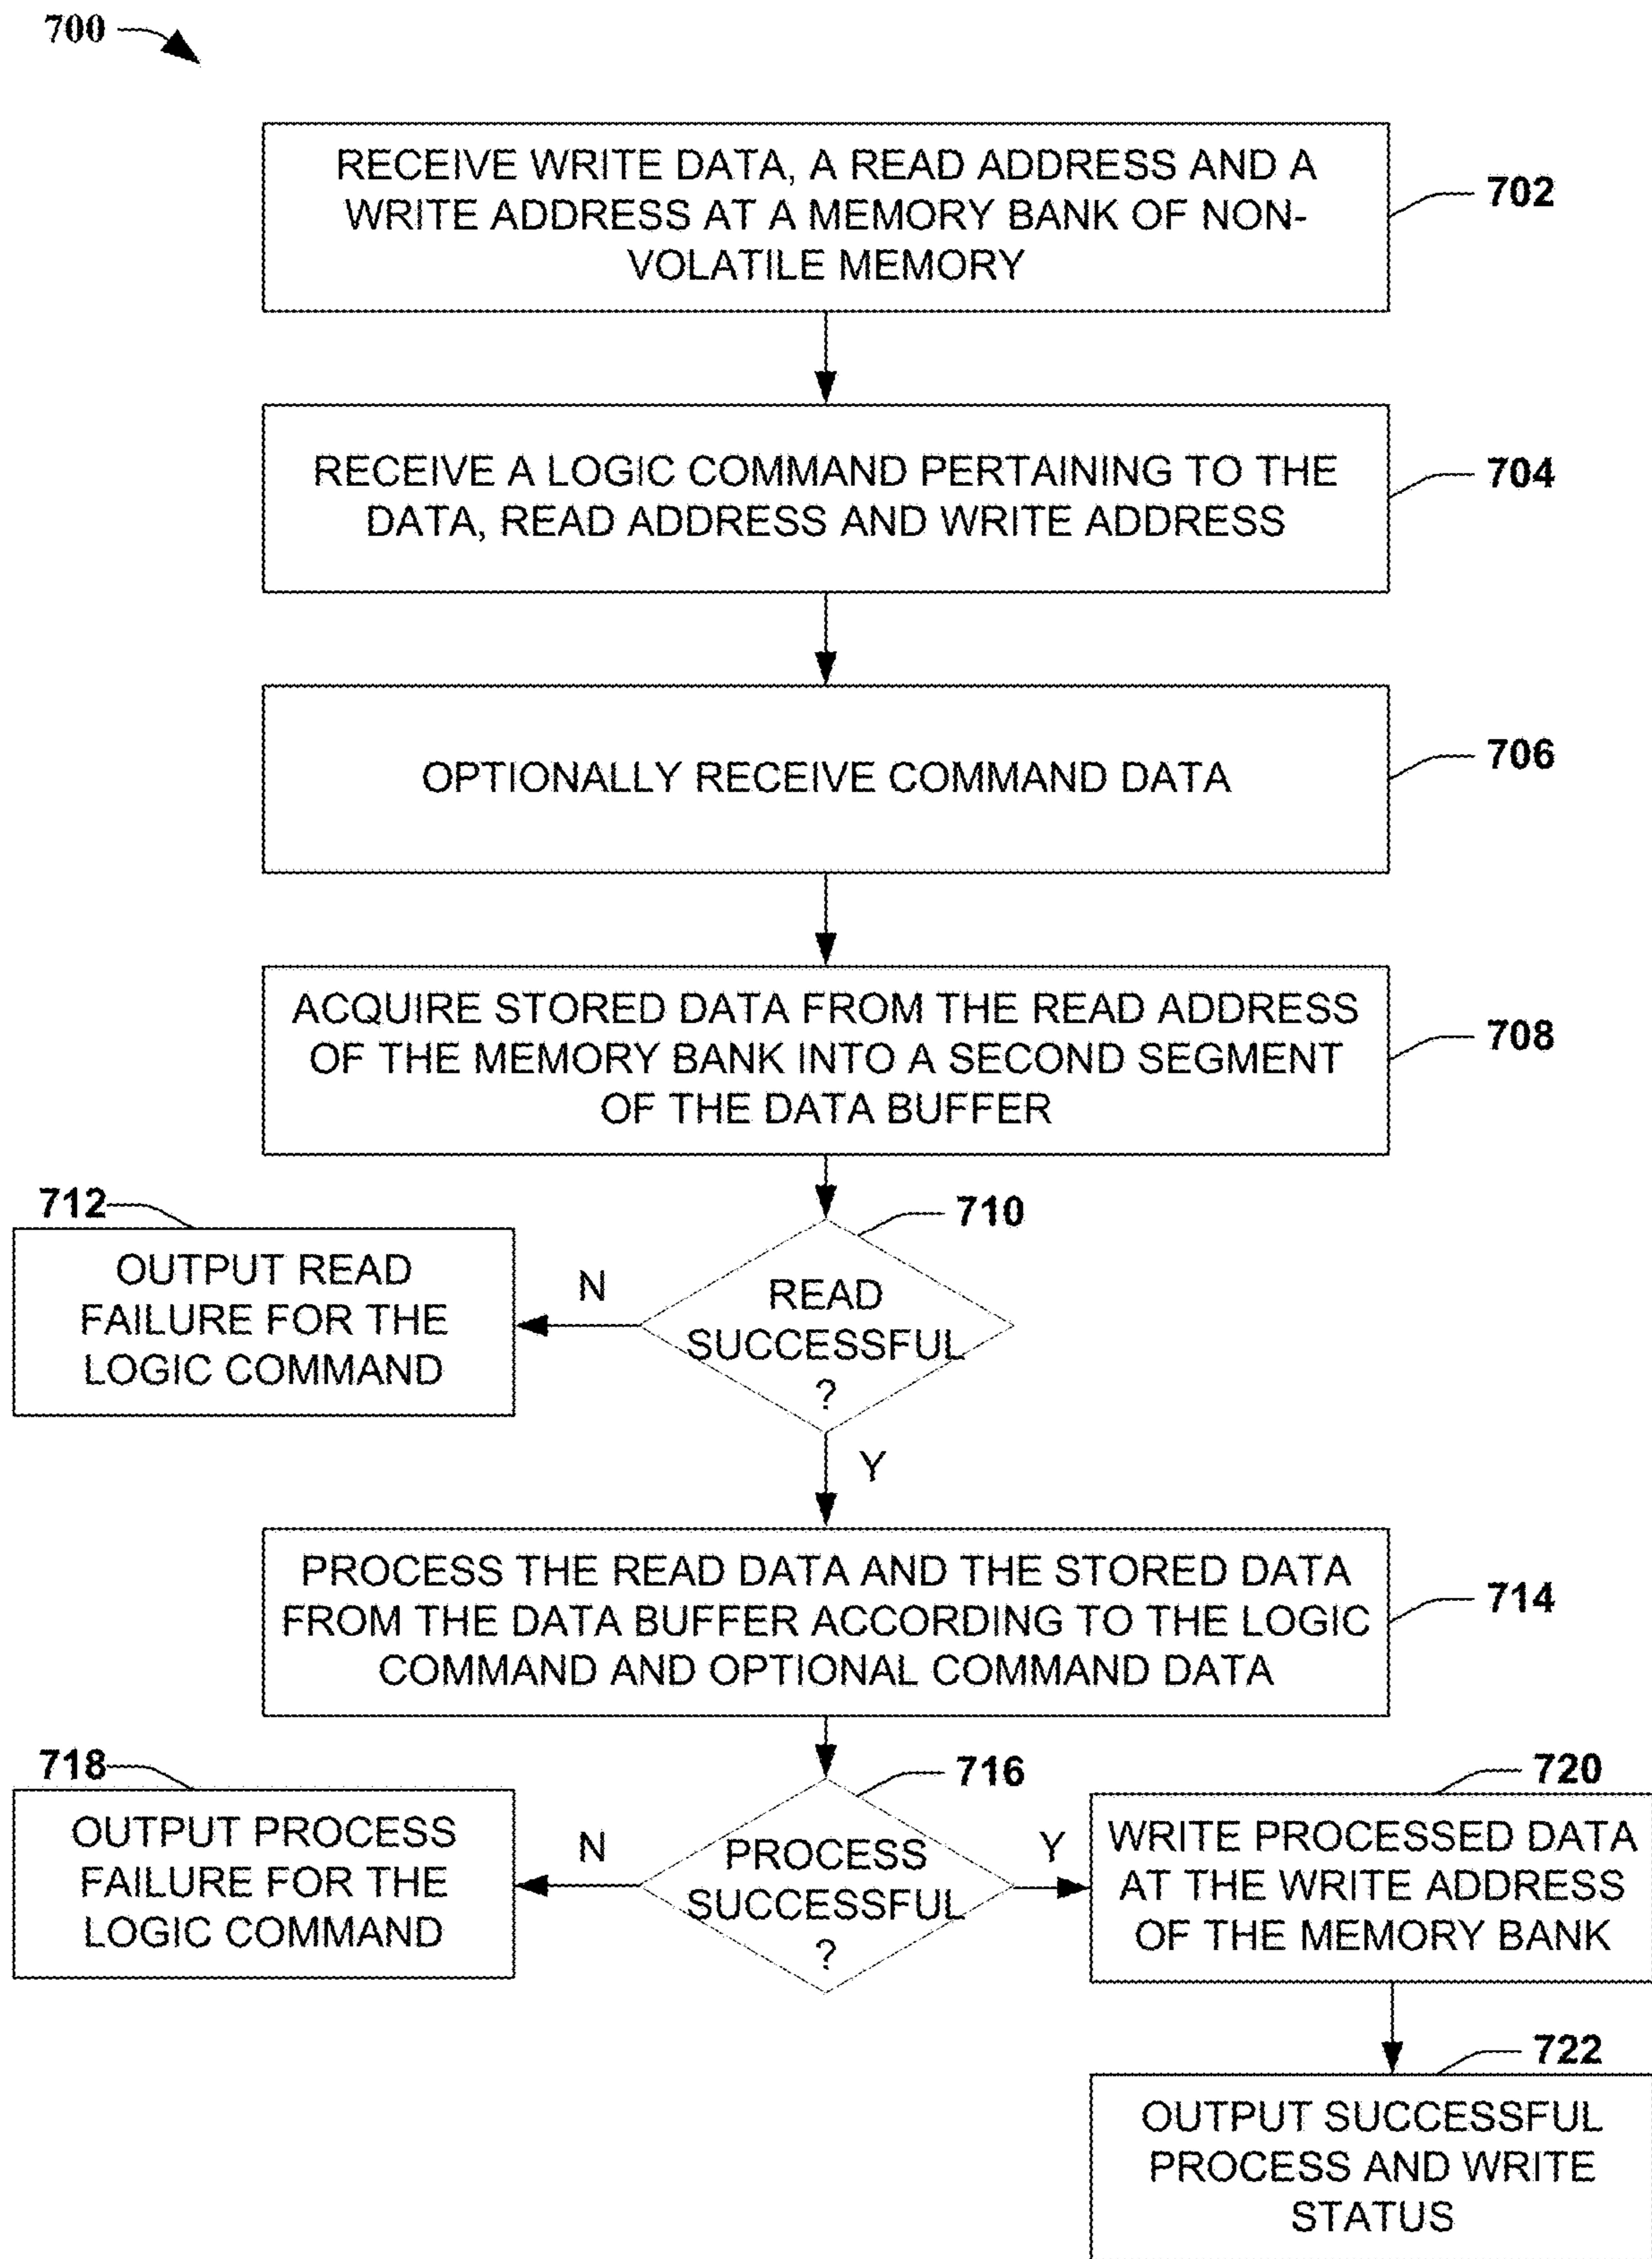 700
RECEIVE WRITE DATA, A READ ADDRESS AND A
WRITE ADDRESS AT A MEMORY BANK OF NON-
VOLATILE MEMORY
702
RECEIVE A LOGIC COMMAND PERTAINING TO THE
DATA, READ ADDRESS AND WRITE ADDRESS
704
OPTIONALLY RECEIVE COMMAND DATA
706
ACQUIRE STORED DATA FROM THE READ ADDRESS
OF THE MEMORY BANK INTO A SECOND SEGMENT
OF THE DATA BUFFER
708
712
OUTPUT READ
FAILURE FOR THE
LOGIC COMMAND
N
710
READ
SUCCESSFUL
?
Y
PROCESS THE READ DATA AND THE STORED DATA
FROM THE DATA BUFFER ACCORDING TO THE LOGIC
COMMAND AND OPTIONAL COMMAND DATA
714
718
OUTPUT PROCESS
FAILURE FOR THE
LOGIC COMMAND
N
716
PROCESS
SUCCESSFUL
?
Y
720
WRITE PROCESSED DATA
AT THE WRITE ADDRESS
OF THE MEMORY BANK
722
OUTPUT SUCCESSFUL
PROCESS AND WRITE
STATUS